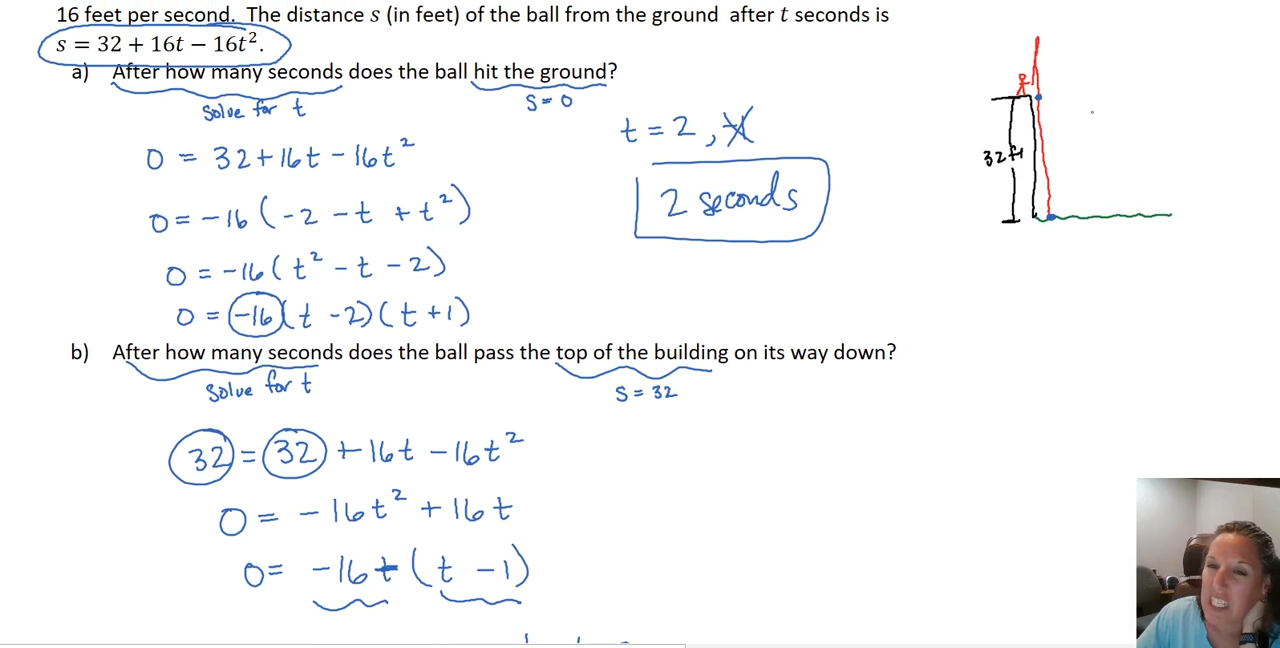 16 feet per second. The distance s (in feet) of the ball from the ground after t seconds is
s = 32 + 16t − 16t².
a) After how many seconds does the ball hit the ground?
Solve for t
S = 0
0 = 32 + 16t − 16t²
0 = −16(−2 − t + t²)
0 = −16(t² − t − 2)
0 = −16(t − 2)(t + 1)
t = 2,
2 seconds
32 ft
b) After how many seconds does the ball pass the top of the building on its way down?
Solve for t
S = 32
32 = 32 + 16t − 16t²
0 = −16t² + 16t
0 = −16t(t − 1)